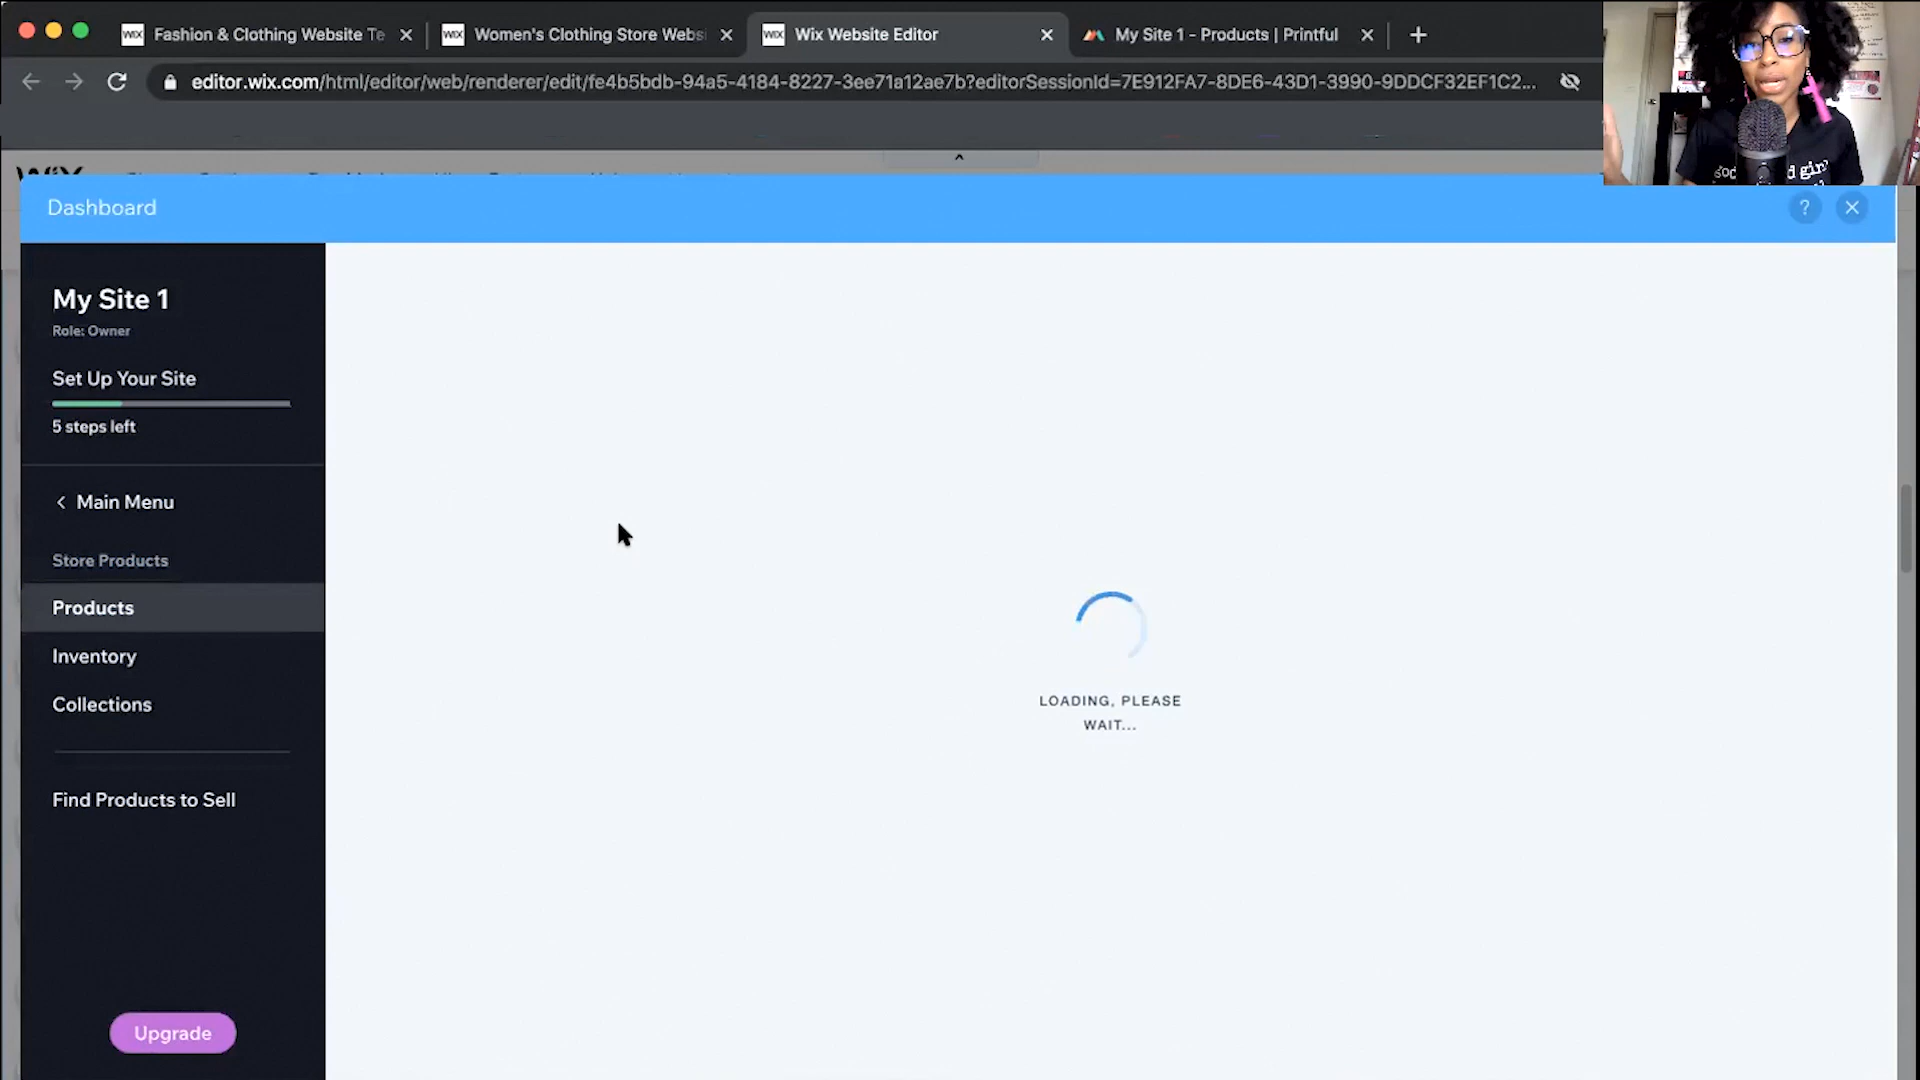 WiX Fashion & Clothing Website Te
WiX Women's Clothing Store Websi
WiX Wix Website Editor
My Site 1 - Products | Printful
editor.wix.com/html/editor/web/renderer/edit/fe4b5bdb-94a5-4184-8227-3ee71a12ae7b?editorSessionId=7E912FA7-8DE6-43D1-3990-9DDCF32EF1C2...
Dashboard
?
My Site 1
Role: Owner
Set Up Your Site
5 steps left
Main Menu
Store Products
Products
Inventory
Collections
Find Products to Sell
Upgrade
LOADING, PLEASE
WAIT...